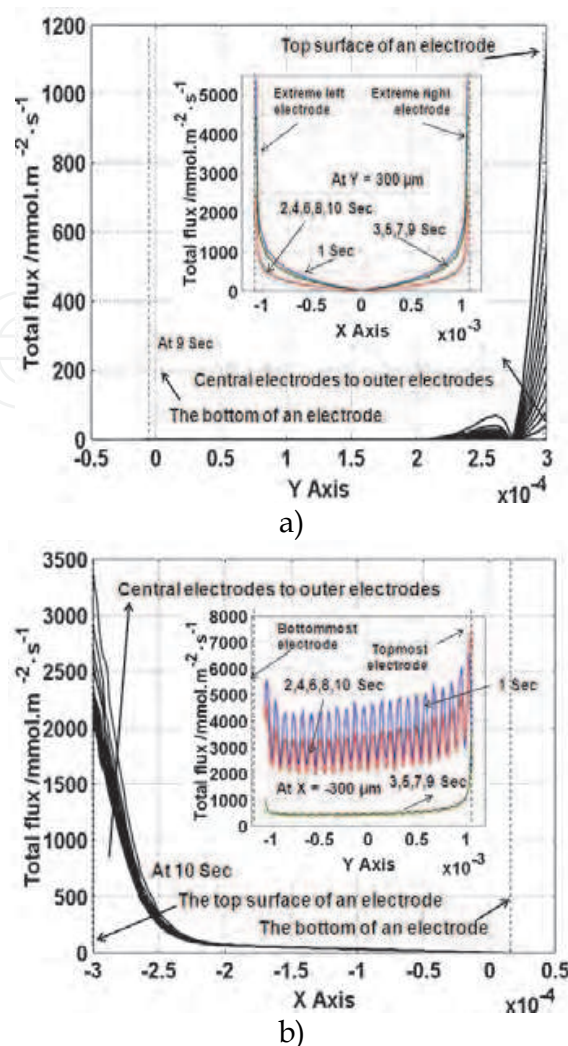 1200
1000
800
600
400
200
0
Total flux /mmol.m⁻².s⁻¹
-0.5 0 0.5 1 1.5 2 2.5 3
Y Axis
x10⁻⁴
Top surface of an electrode
At 9 Sec
Central electrodes to outer electrodes
The bottom of an electrode
5000
4000
3000
2000
1000
0
Total flux /mmol.m⁻².s⁻¹
Extreme left electrode
Extreme right electrode
At Y = 300 µm
2,4,6,8,10 Sec
3,5,7,9 Sec
1 Sec
-1 -0.5 0 0.5 1
X Axis
x10⁻³
a)
3500
3000
2500
2000
1500
1000
500
0
Total flux /mmol.m⁻².s⁻¹
-3 -2.5 -2 -1.5 -1 -0.5 0 0.5
X Axis
x10⁻⁴
Central electrodes to outer electrodes
At 10 Sec
The top surface of an electrode
The bottom of an electrode
8000
7000
6000
5000
4000
3000
2000
1000
0
Total flux /mmol.m⁻².s⁻¹
Bottommost electrode
Topmost electrode
2,4,6,8,10 Sec
1 Sec
At X = -300 µm
3,5,7,9 Sec
-1 -0.5 0 0.5 1
Y Axis
x10⁻³
b)